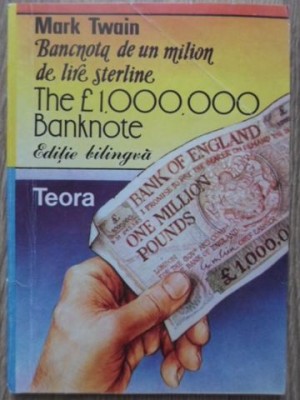 Mark Twain
Bancnota de un milion
de lire sterline
The £1.000.000
Banknote
Ediție bilingvă
Teora
BANK OF ENGLAND
ONE MILLION
POUNDS
£1.000.0